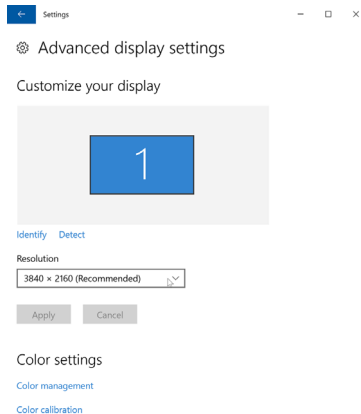 Settings
Advanced display settings
Customize your display
1
Identify Detect
Resolution
3840 × 2160 (Recommended)
Apply Cancel
Color settings
Color management
Color calibration